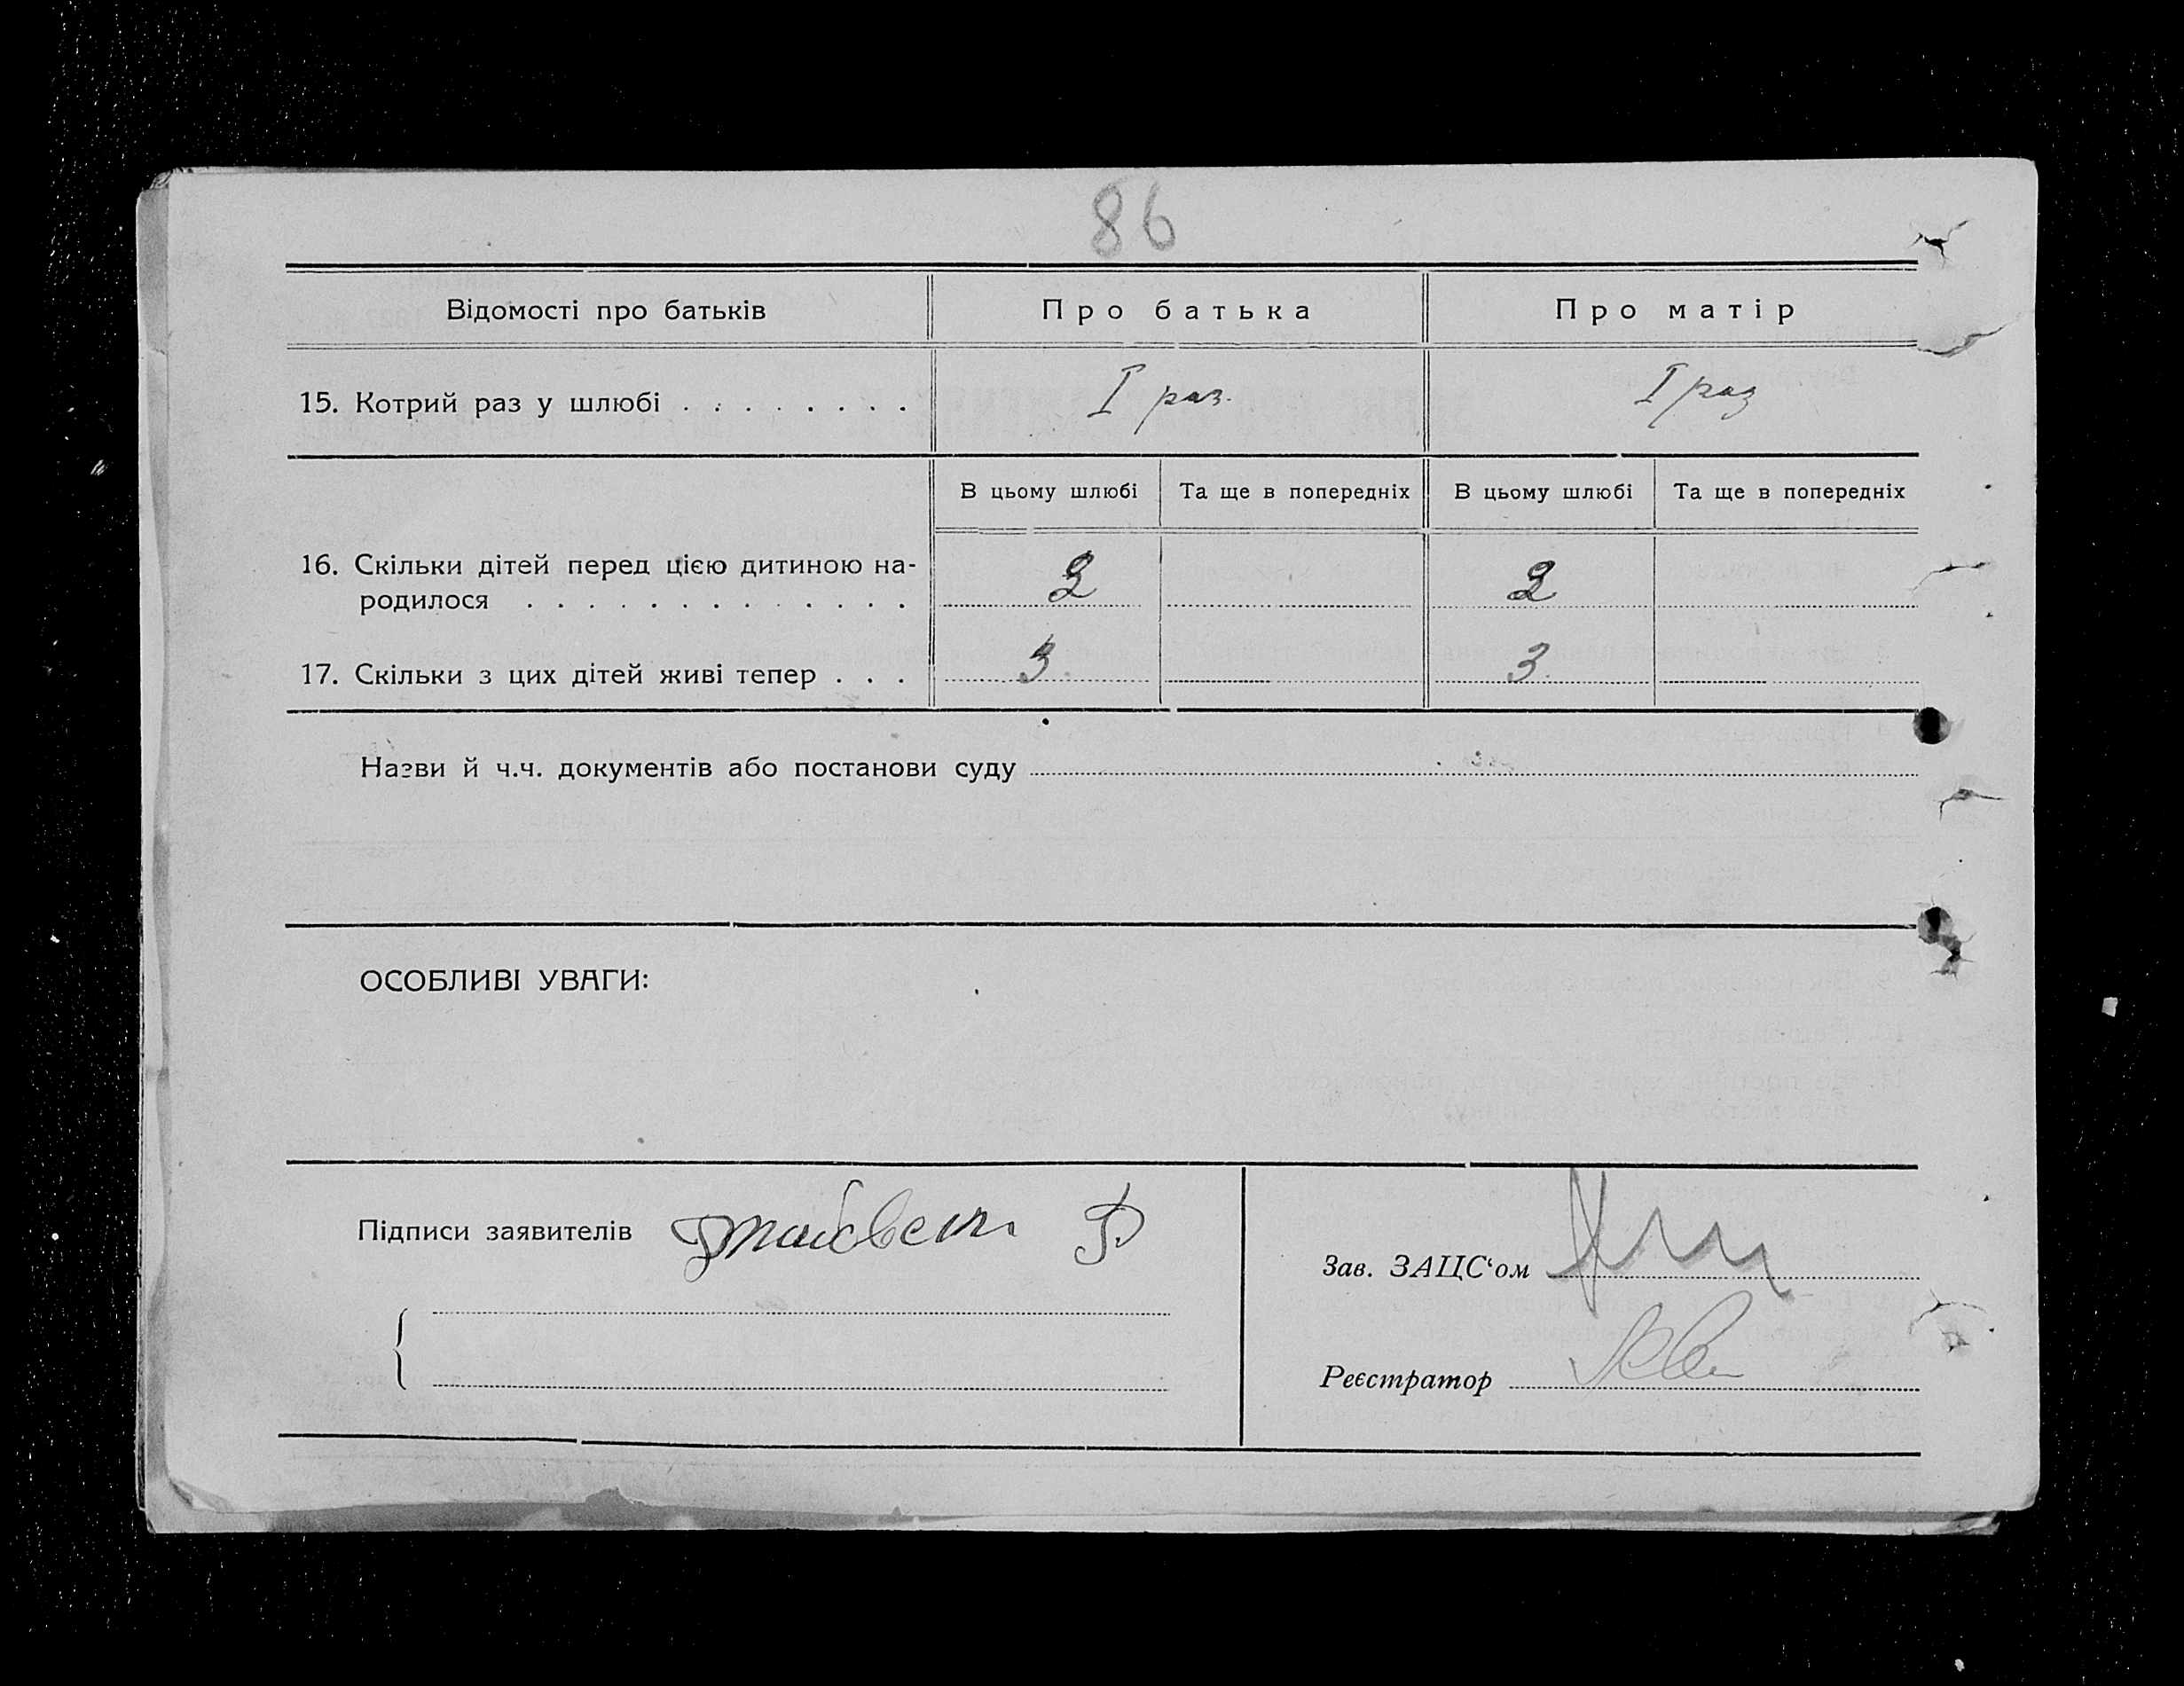 86
Відомості про батьків
Про батька
Про матір
15. Котрий раз у шлюбі . . . . . . . .
I раз.
I раз
В цьому шлюбі
Та ще в попередніх
В цьому шлюбі
Та ще в попередніх
16. Скільки дітей перед цією дитиною на-
родилося . . . . . . . . . . . . .
2
2
17. Скільки з цих дітей живі тепер . . .
3
3
Назви й ч.ч. документів або постанови суду
ОСОБЛИВІ УВАГИ:
Підписи заявителів
Зав. ЗАЦС‘ом
Реєстратор